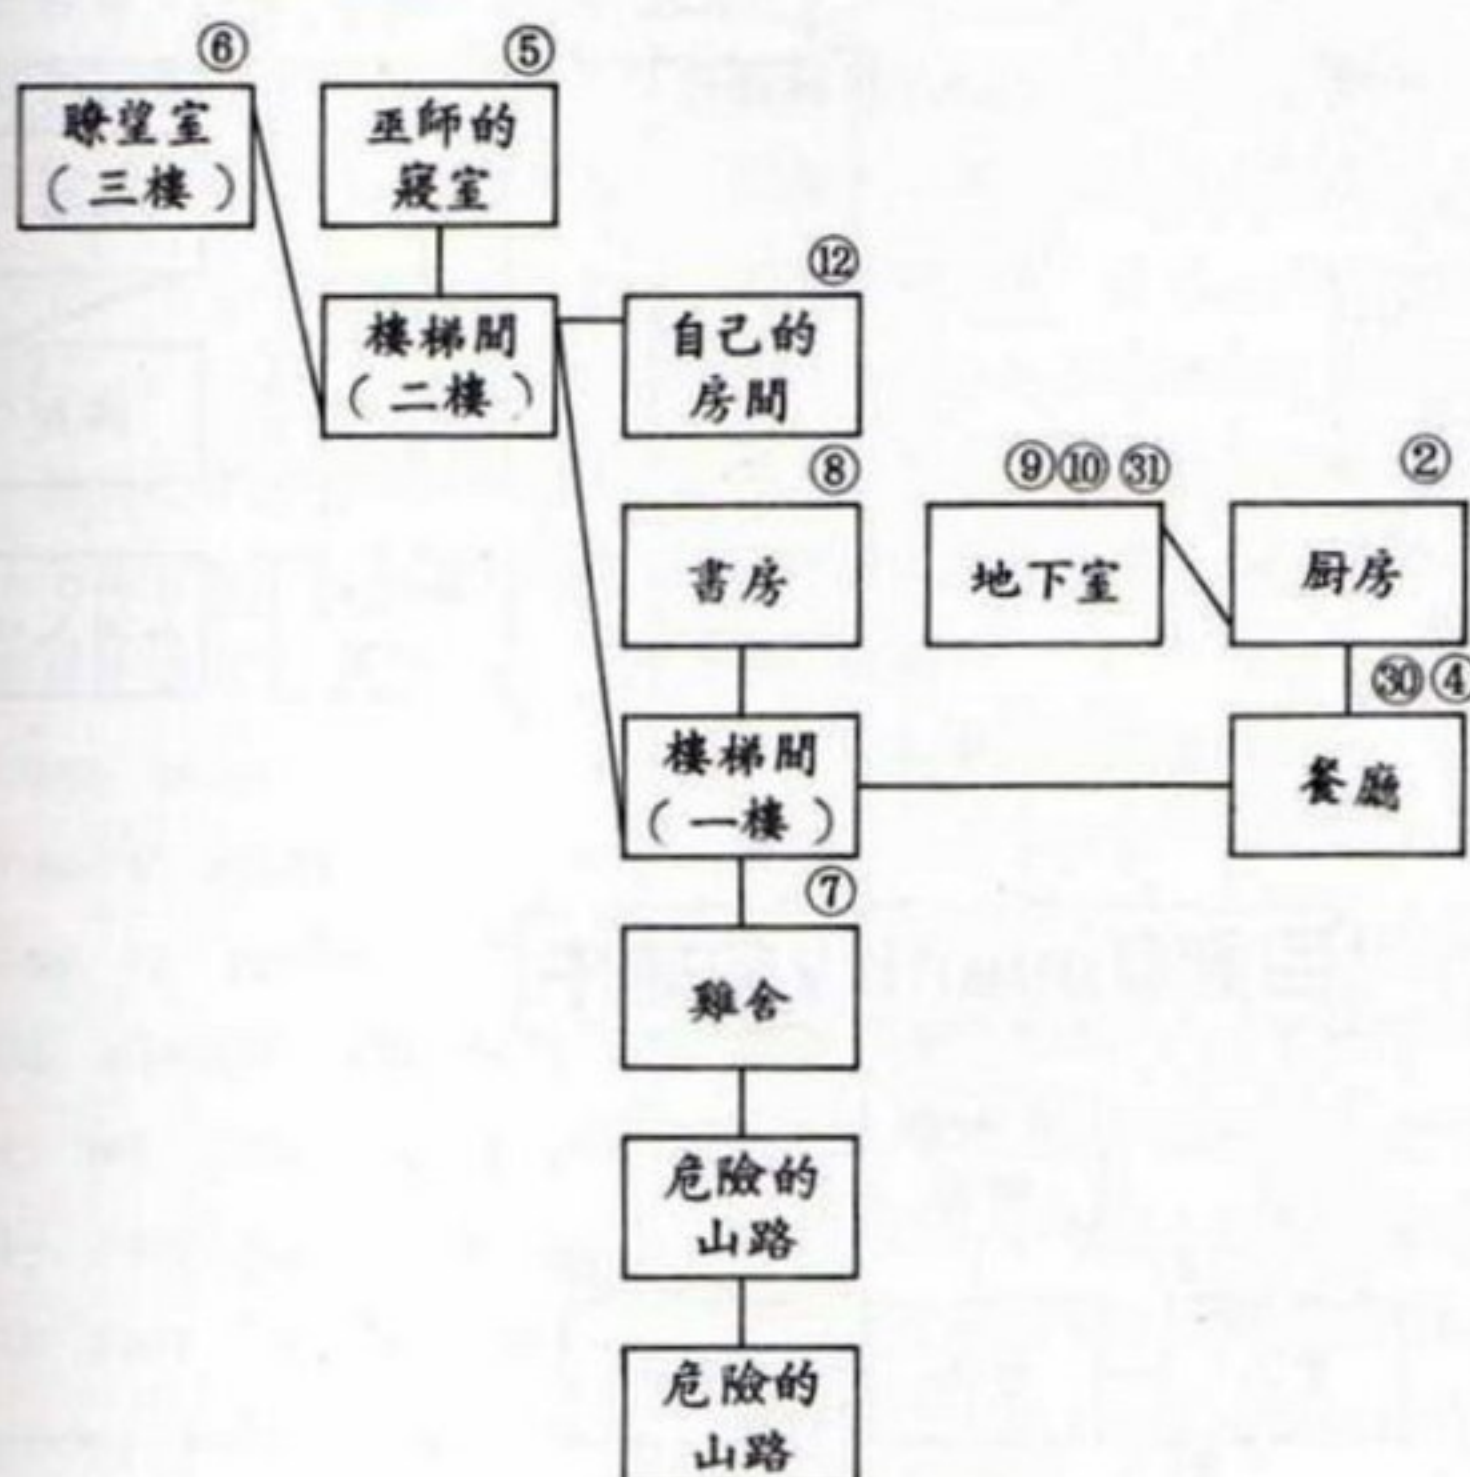 ⑥
⑤
瞭望室
（三樓）
巫師的
寢室
⑫
樓梯間
（二樓）
自己的
房間
⑧
⑨⑩㉛
②
書房
地下室
厨房
㉚④
樓梯間
（一樓）
餐廳
⑦
雞舍
危險的
山路
危險的
山路